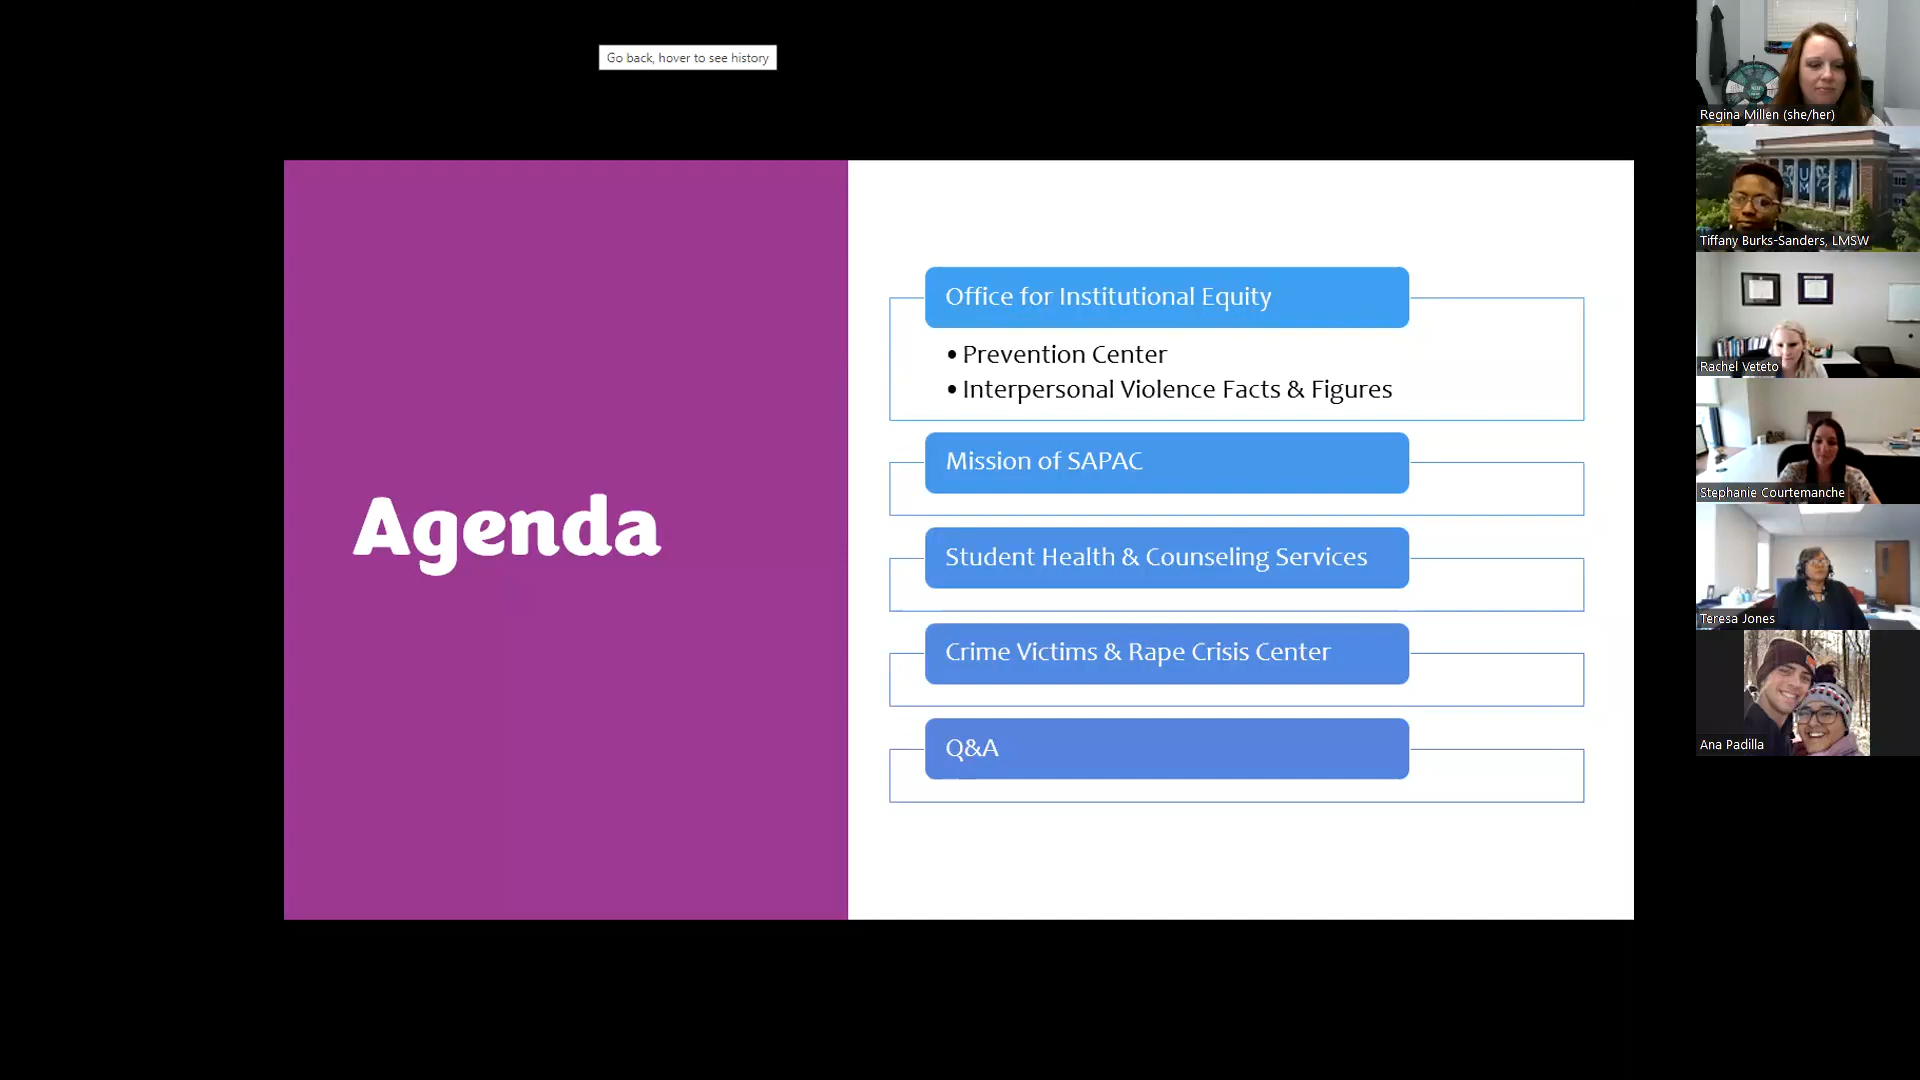 Go back, hover to see history
Agenda
Office for Institutional Equity
• Prevention Center
• Interpersonal Violence Facts & Figures
Mission of SAPAC
Student Health & Counseling Services
Crime Victims & Rape Crisis Center
Q&A
Regina Millen (she/her)
U
M
Tiffany Burks-Sanders, LMSW
Rachel Veteto
Stephanie Courtemanche
Teresa Jones
Ana Padilla